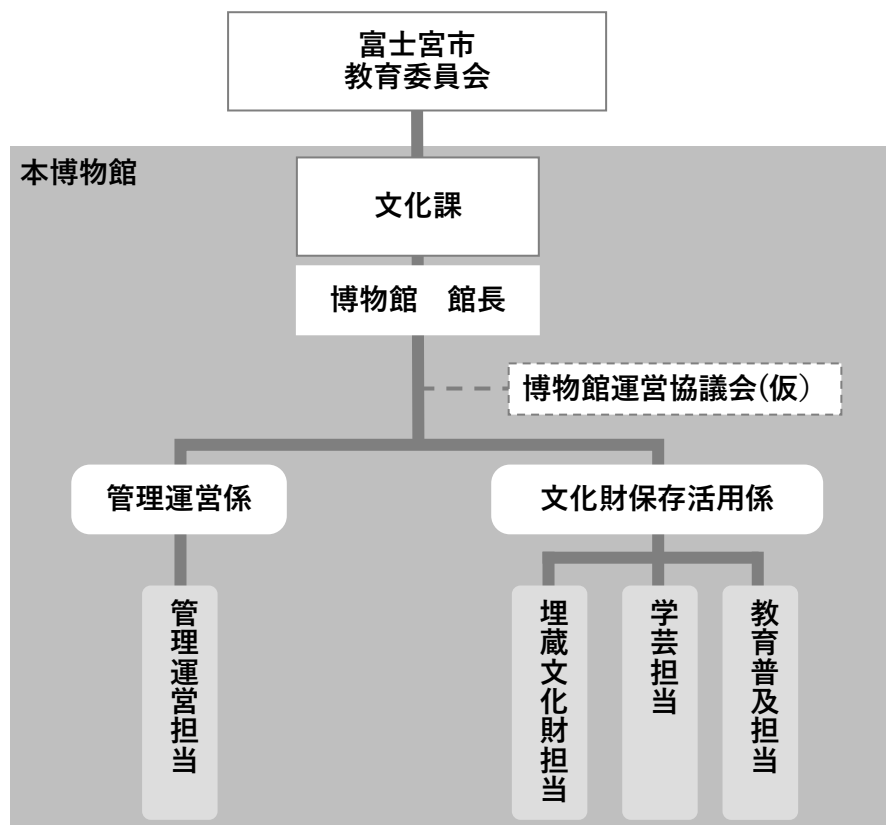 富士宮市
教育委員会
本博物館
文化課
博物館　館長
博物館運営協議会(仮）
管理運営係
文化財保存活用係
管理運営担当
埋蔵文化財担当
学芸担当
教育普及担当